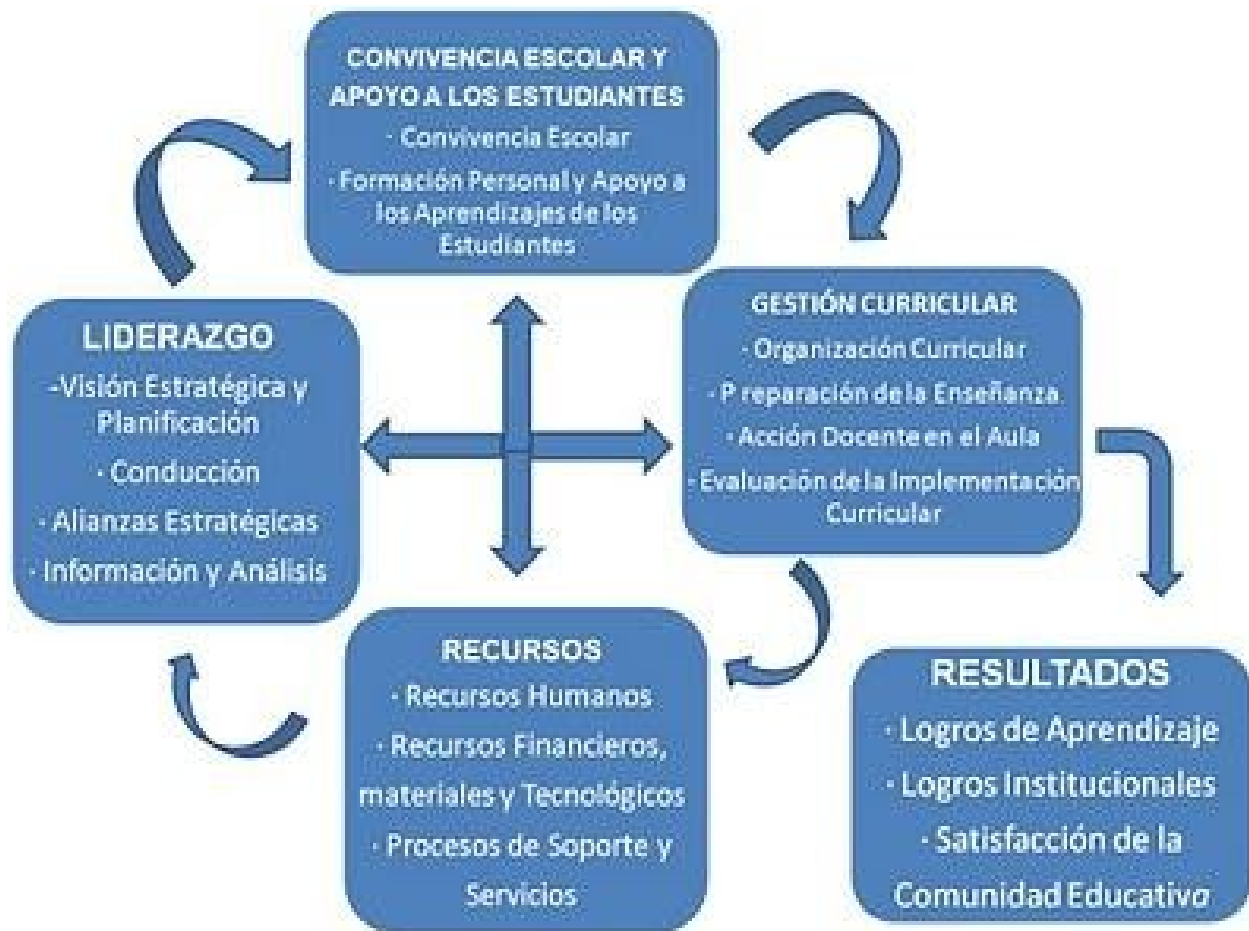 CONVIVENCIA ESCOLAR Y
APOYO A LOS ESTUDIANTES
· Convivencia Escolar
· Formación Personal y Apoyo a
los Aprendizajes de los
Estudiantes
LIDERAZGO
-Visión Estratégica y
Planificación
· Conducción
· Alianzas Estratégicas
· Información y Análisis
GESTIÓN CURRICULAR
· Organización Curricular
· P reparación de la Enseñanza
· Acción Docente en el Aula
· Evaluación de la Implementación
Curricular
RECURSOS
· Recursos Humanos
· Recursos Financieros,
materiales y Tecnológicos
· Procesos de Soporte y
Servicios
RESULTADOS
· Logros de Aprendizaje
· Logros Institucionales
· Satisfacción de la
Comunidad Educativa